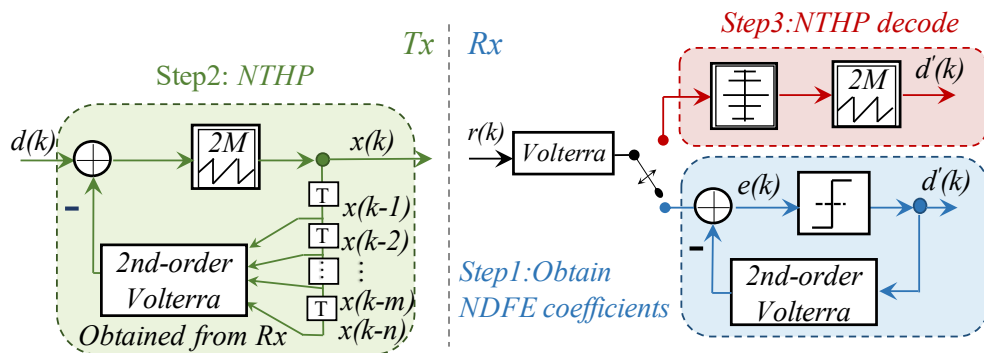 Tx
Rx
Step2: NTHP
d(k)
2M
x(k)
T
x(k-1)
T
x(k-2)
⋮
⋮
⋮
T
x(k-m)
x(k-n)
−
2nd-order
Volterra
Obtained from Rx
Step3:NTHP decode
2M
d'(k)
r(k)
Volterra
e(k)
d'(k)
−
2nd-order
Volterra
Step1:Obtain
NDFE coefficients